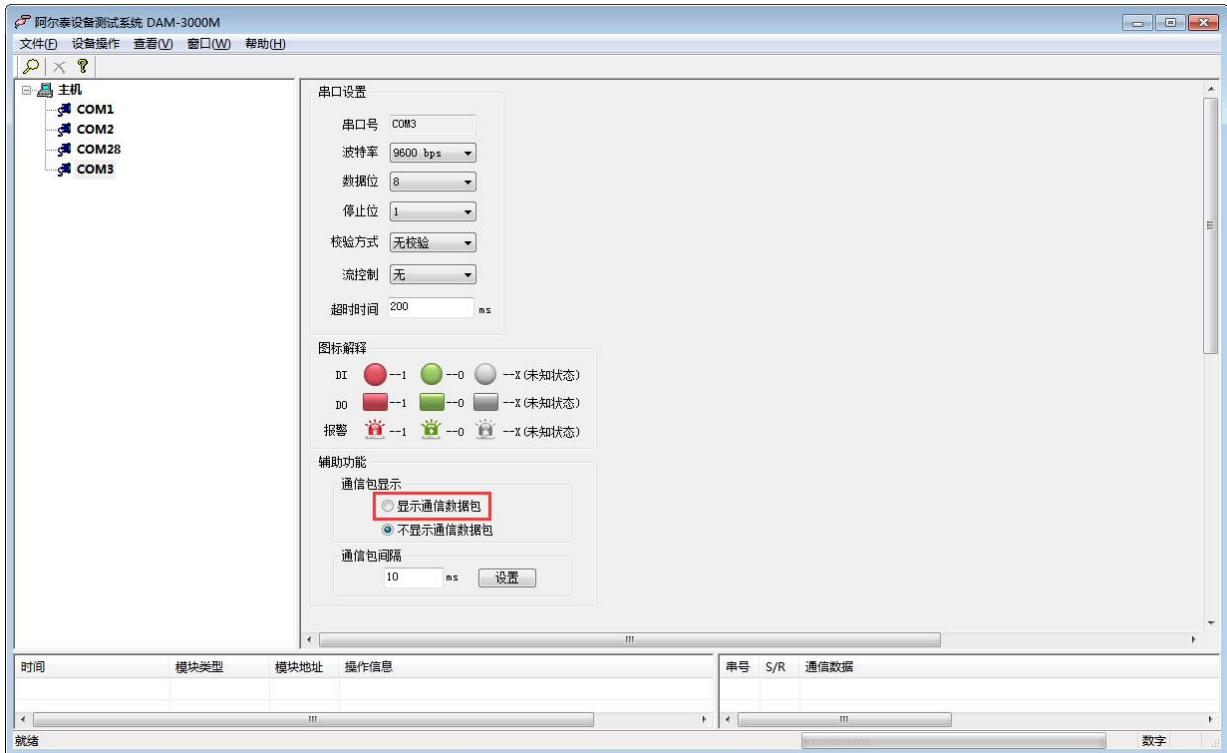 阿尔泰设备测试系统 DAM-3000M
文件(F) 设备操作 查看(V) 窗口(W) 帮助(H)
主机
COM1
COM2
COM28
COM3
串口设置
串口号 COM3
波特率 9600 bps
数据位 8
停止位 1
校验方式 无校验
流控制 无
超时时间 200 ms
图标解释
DI --1 --0 --X(未知状态)
DO --1 --0 --X(未知状态)
报警 --1 --0 --X(未知状态)
辅助功能
通信包显示
显示通信数据包
不显示通信数据包
通信包间隔
10 ms 设置
时间 模块类型 模块地址 操作信息 串号 S/R 通信数据
就绪 数字